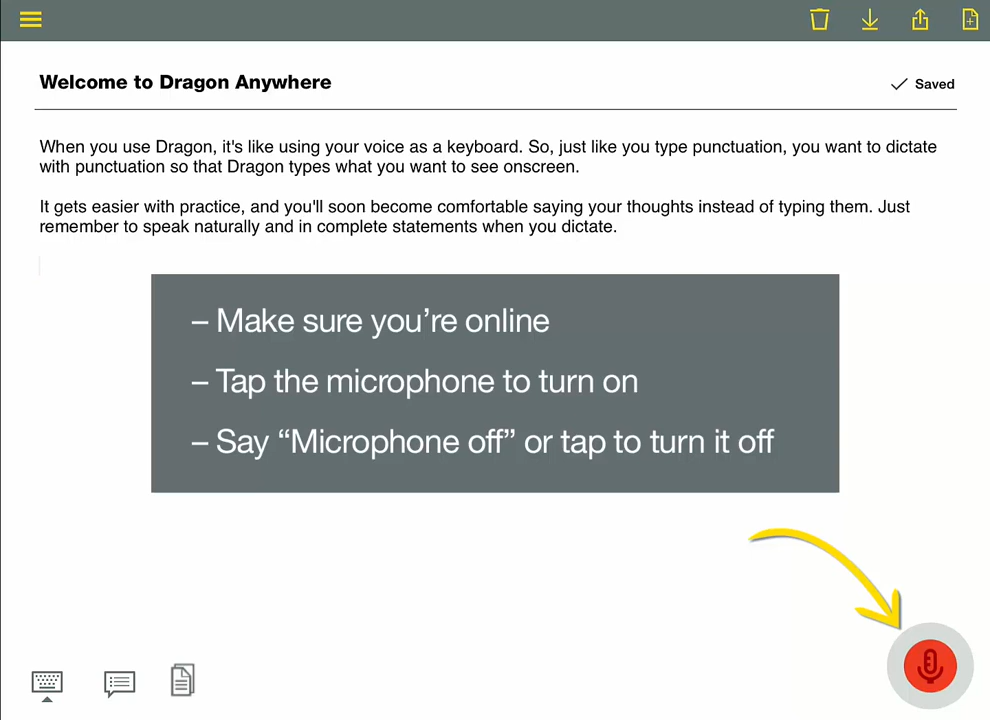 Welcome to Dragon Anywhere
Saved
When you use Dragon, it's like using your voice as a keyboard. So, just like you type punctuation, you want to dictate
with punctuation so that Dragon types what you want to see onscreen.
It gets easier with practice, and you'll soon become comfortable saying your thoughts instead of typing them. Just
remember to speak naturally and in complete statements when you dictate.
– Make sure you’re online
– Tap the microphone to turn on
– Say “Microphone off” or tap to turn it off